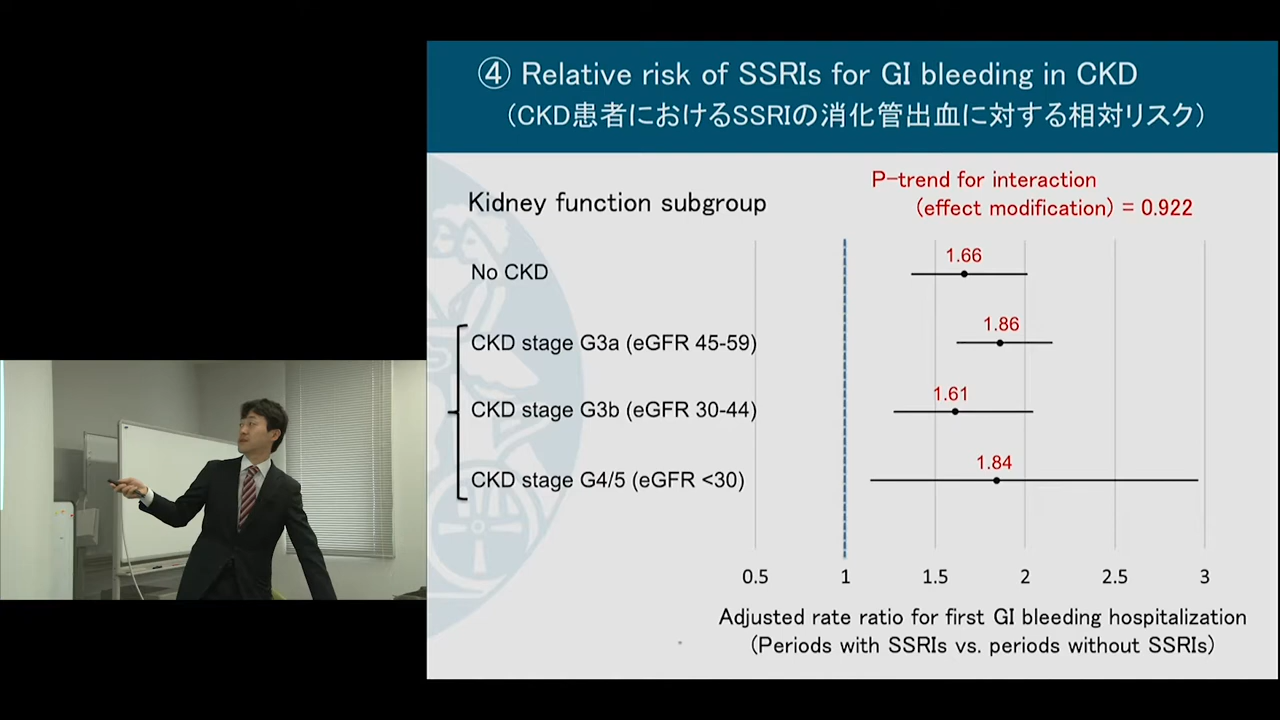 ④ Relative risk of SSRIs for GI bleeding in CKD
(CKD患者におけるSSRIの消化管出血に対する相対リスク)
Kidney function subgroup
P-trend for interaction
(effect modification) = 0.922
No CKD
1.66
CKD stage G3a (eGFR 45-59)
1.86
CKD stage G3b (eGFR 30-44)
1.61
CKD stage G4/5 (eGFR <30)
1.84
0.5 1 1.5 2 2.5 3
Adjusted rate ratio for first GI bleeding hospitalization
(Periods with SSRIs vs. periods without SSRIs)